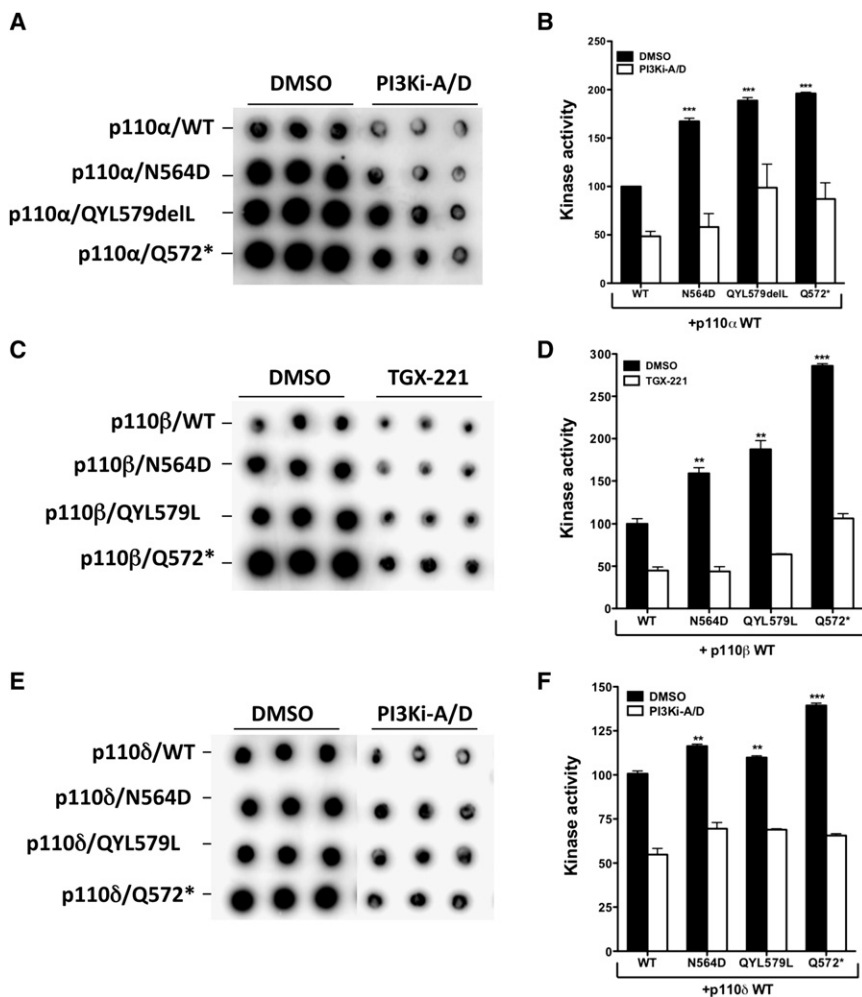 A
DMSO PI3Ki-A/D
p110α/WT
p110α/N564D
p110α/QYL579delL
p110α/Q572*
B
250
200
150
100
50
0
Kinase activity
DMSO
PI3Ki-A/D
***
***
***
WT N564D QYL579delL Q572*
+p110α WT
C
DMSO TGX-221
p110β/WT
p110β/N564D
p110β/QYL579L
p110β/Q572*
D
300
250
200
150
100
50
0
Kinase activity
DMSO
TGX-221
**
**
***
WT N564D QYL579L Q572*
+ p110β WT
E
DMSO PI3Ki-A/D
p110δ/WT
p110δ/N564D
p110δ/QYL579L
p110δ/Q572*
F
150
125
100
75
50
25
0
Kinase activity
DMSO
PI3Ki-A/D
**
**
***
WT N564D QYL579L Q572*
+p110δ WT